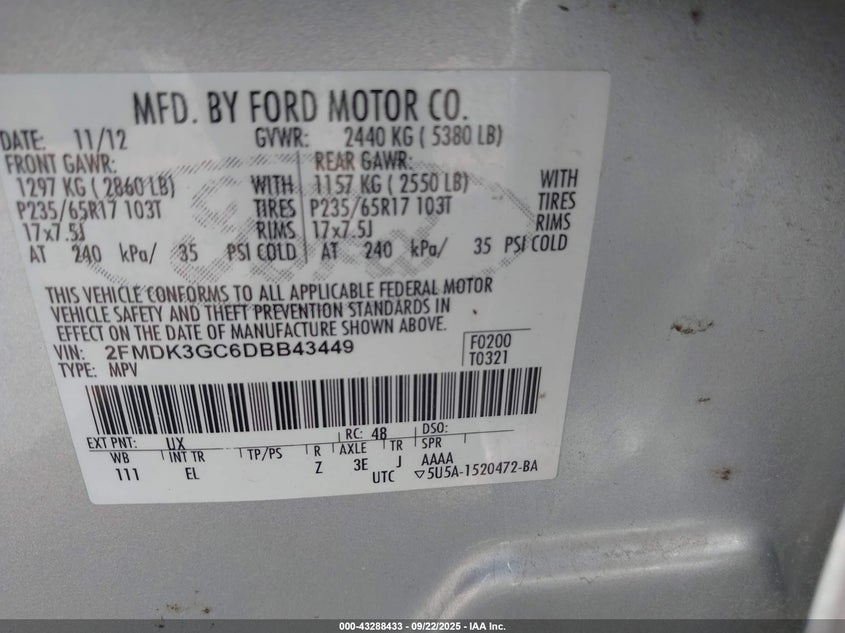 MFD. BY FORD MOTOR CO.
DATE: 11/12 GVWR: 2440 KG ( 5380 LB)
FRONT GAWR: REAR GAWR:
1297 KG ( 2860 LB) WITH 1157 KG ( 2550 LB) WITH
P235/65R17 103T TIRES P235/65R17 103T TIRES
17x7.5J RIMS 17x7.5J RIMS
AT 240 kPa/ 35 PSI COLD AT 240 kPa/ 35 PSI COLD
THIS VEHICLE CONFORMS TO ALL APPLICABLE FEDERAL MOTOR
VEHICLE SAFETY AND THEFT PREVENTION STANDARDS IN
EFFECT ON THE DATE OF MANUFACTURE SHOWN ABOVE.
VIN: 2FMDK3GC6DBB43449 F0200
TYPE: MPV T0321
EXT PNT: UX RC: 48 DSO:
WB INT TR TP/PS R AXLE TR SPR
111 EL Z 3E J AAAA
UTC ▽5U5A-1520472-BA
000-43288433 - 09/22/2025 - IAA Inc.